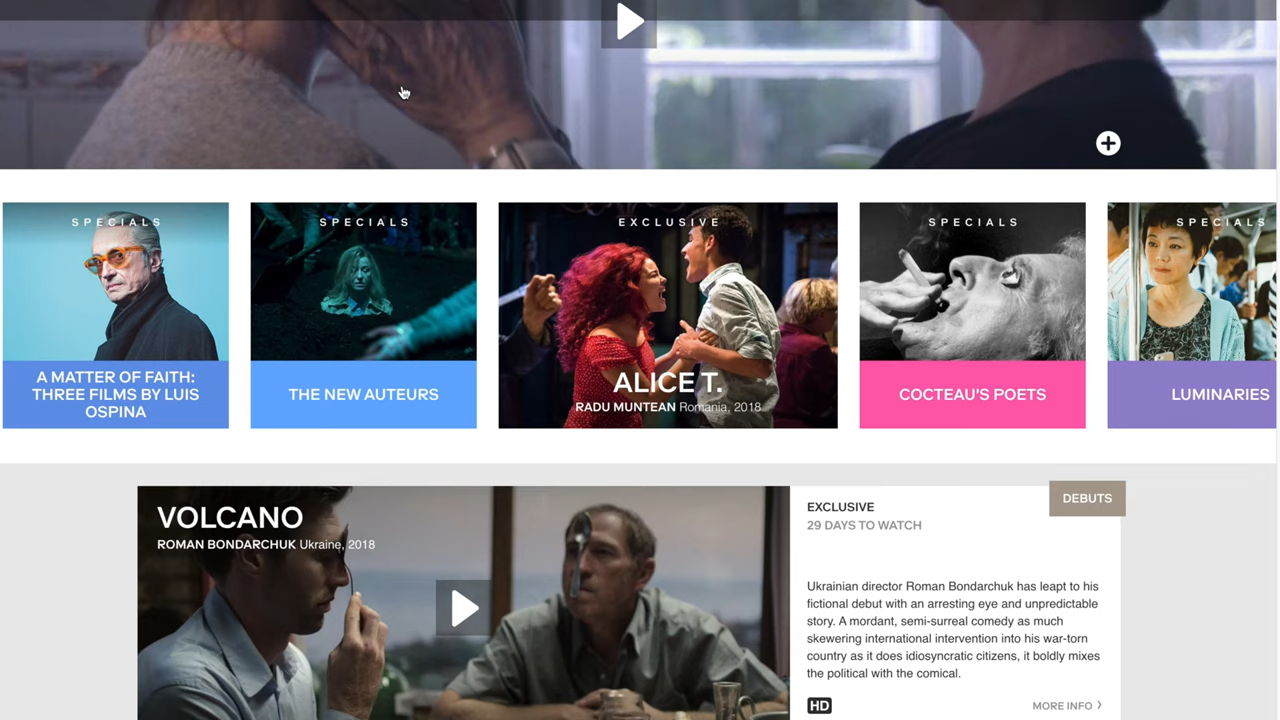 SPECIALS
A MATTER OF FAITH:
THREE FILMS BY LUIS
OSPINA
SPECIALS
THE NEW AUTEURS
EXCLUSIVE
ALICE T.
RADU MUNTEAN Romania, 2018
SPECIALS
COCTEAU'S POETS
SPECIALS
LUMINARIES
VOLCANO
ROMAN BONDARCHUK Ukraine, 2018
DEBUTS
EXCLUSIVE
29 DAYS TO WATCH
Ukrainian director Roman Bondarchuk has leapt to his
fictional debut with an arresting eye and unpredictable
story. A mordant, semi-surreal comedy as much
skewering international intervention into his war-torn
country as it does idiosyncratic citizens, it boldly mixes
the political with the comical.
HD
MORE INFO 〉